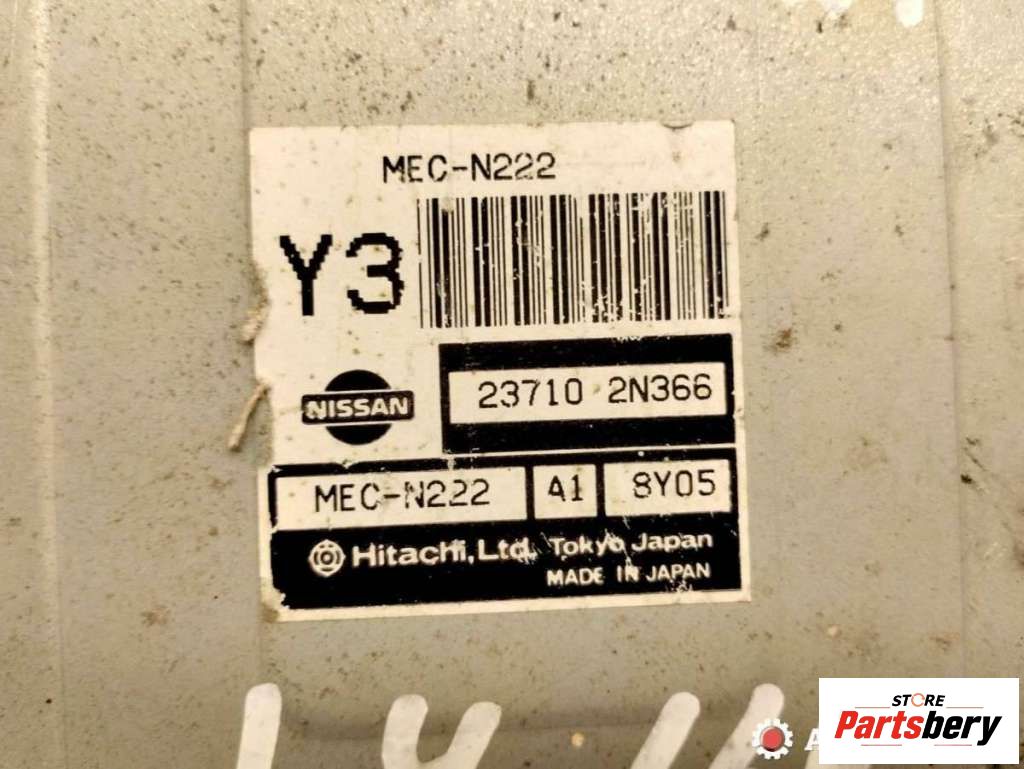 MEC-N222
Y3
NISSAN
23710 2N366
MEC-N222 A1 8Y05
Hitachi, Ltd. Tokyo Japan
MADE IN JAPAN
STORE
Partsbery